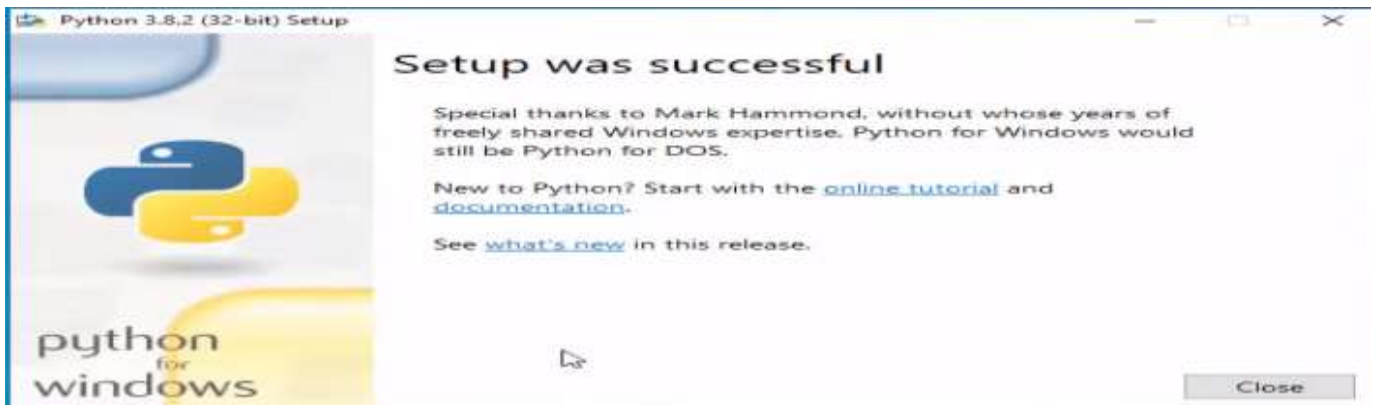 Python 3.8.2 (32-bit) Setup
Setup was successful
Special thanks to Mark Hammond, without whose years of
freely shared Windows expertise, Python for Windows would
still be Python for DOS.
New to Python? Start with the online tutorial and
documentation.
See what's new in this release.
python
for
windows
Close